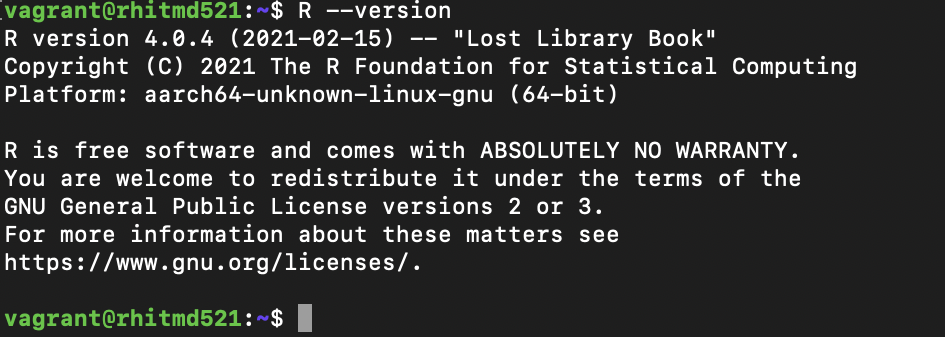 vagrant@rhitmd521:~$ R --version
R version 4.0.4 (2021-02-15) -- "Lost Library Book"
Copyright (C) 2021 The R Foundation for Statistical Computing
Platform: aarch64-unknown-linux-gnu (64-bit)
R is free software and comes with ABSOLUTELY NO WARRANTY.
You are welcome to redistribute it under the terms of the
GNU General Public License versions 2 or 3.
For more information about these matters see
https://www.gnu.org/licenses/.
vagrant@rhitmd521:~$